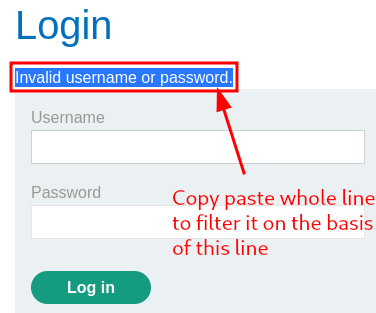 Login
Invalid username or password.
Username
Password
Copy paste whole line
to filter it on the basis
of this line
Log in